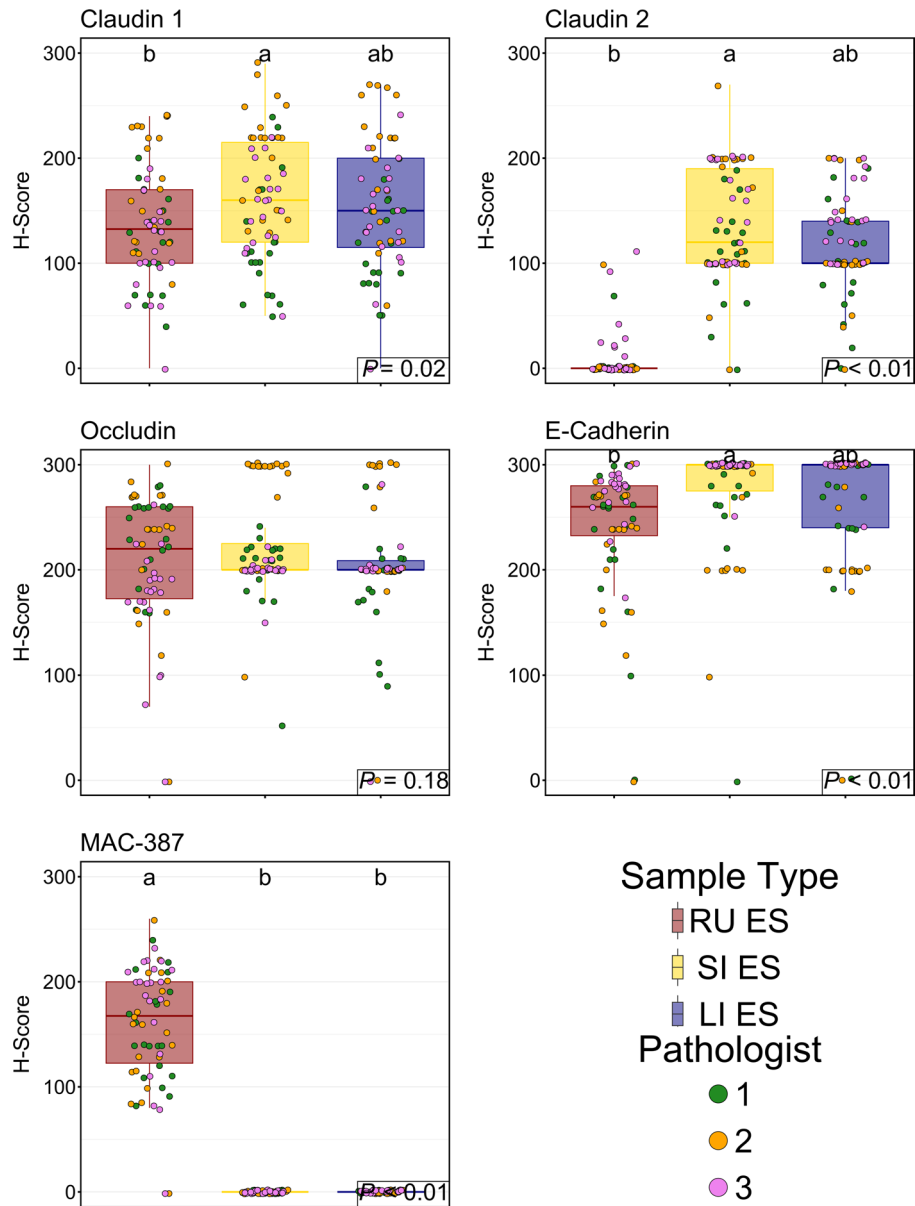 Claudin 1
Claudin 2
300
b
a
ab
300
b
a
ab
200
200
H-Score
H-Score
100
100
0
P = 0.02
0
P < 0.01
Occludin
E-Cadherin
300
300
b
a
ab
200
200
H-Score
H-Score
100
100
0
P = 0.18
0
P < 0.01
MAC-387
300
a
b
b
200
H-Score
100
0
P < 0.01
Sample Type
RU ES
SI ES
LI ES
Pathologist
1
2
3